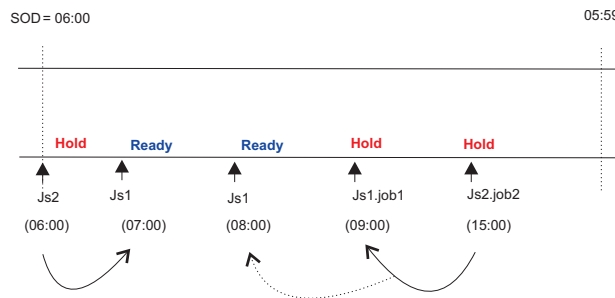 SOD = 06:00
05:59
Hold
Ready
Ready
Hold
Hold
Js2
Js1
Js1
Js1.job1
Js2.job2
(06:00)
(07:00)
(08:00)
(09:00)
(15:00)